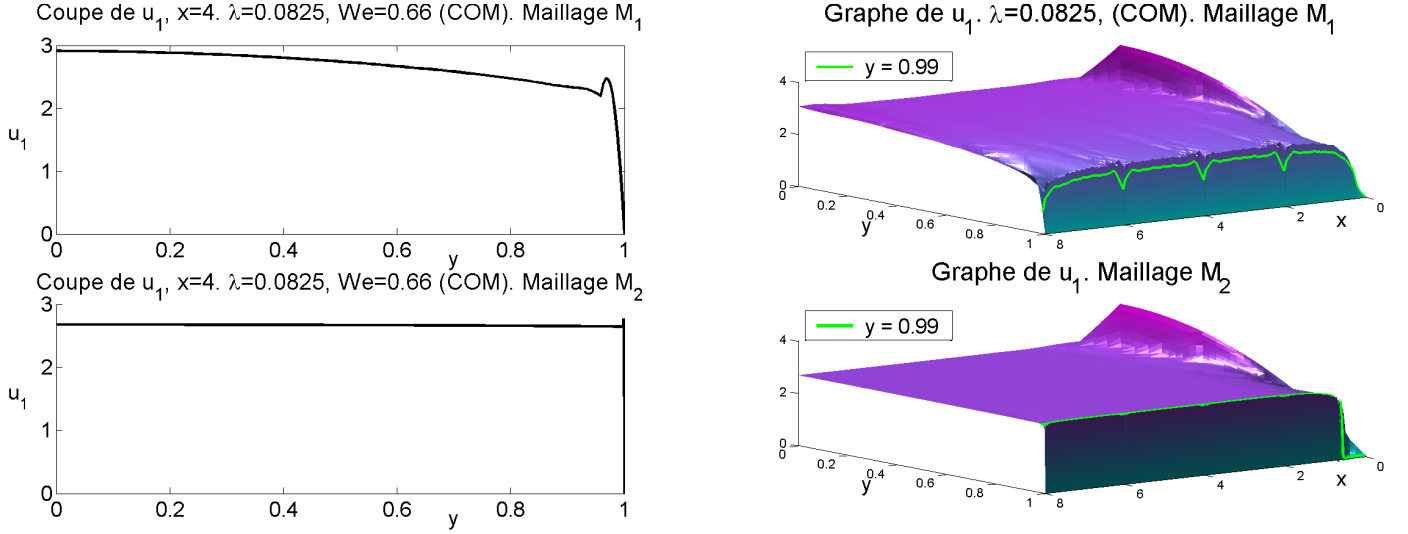 Coupe de u₁, x=4. λ=0.0825, We=0.66 (COM). Maillage M₁
3
2
1
0
u₁
0 0.2 0.4 0.6 0.8 1
y
Coupe de u₁, x=4. λ=0.0825, We=0.66 (COM). Maillage M₂
3
2
1
0
u₁
0 0.2 0.4 0.6 0.8 1
y
Graphe de u₁. λ=0.0825, (COM). Maillage M₁
y = 0.99
4
2
0
0 0.2 0.4 0.6 0.8 1
y
8 6 4 2 0
x
Graphe de u₁. Maillage M₂
y = 0.99
4
2
0
0 0.2 0.4 0.6 0.8 1
y
8 6 4 2 0
x